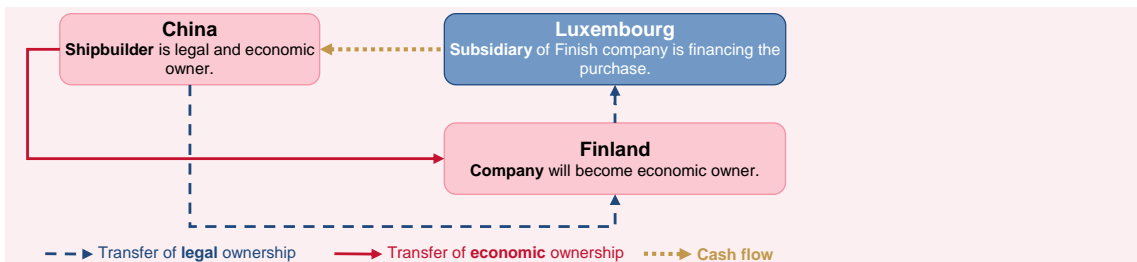 China
Shipbuilder is legal and economic
owner.
Luxembourg
Subsidiary of Finish company is financing the
purchase.
Finland
Company will become economic owner.
Transfer of legal ownership
Transfer of economic ownership
Cash flow